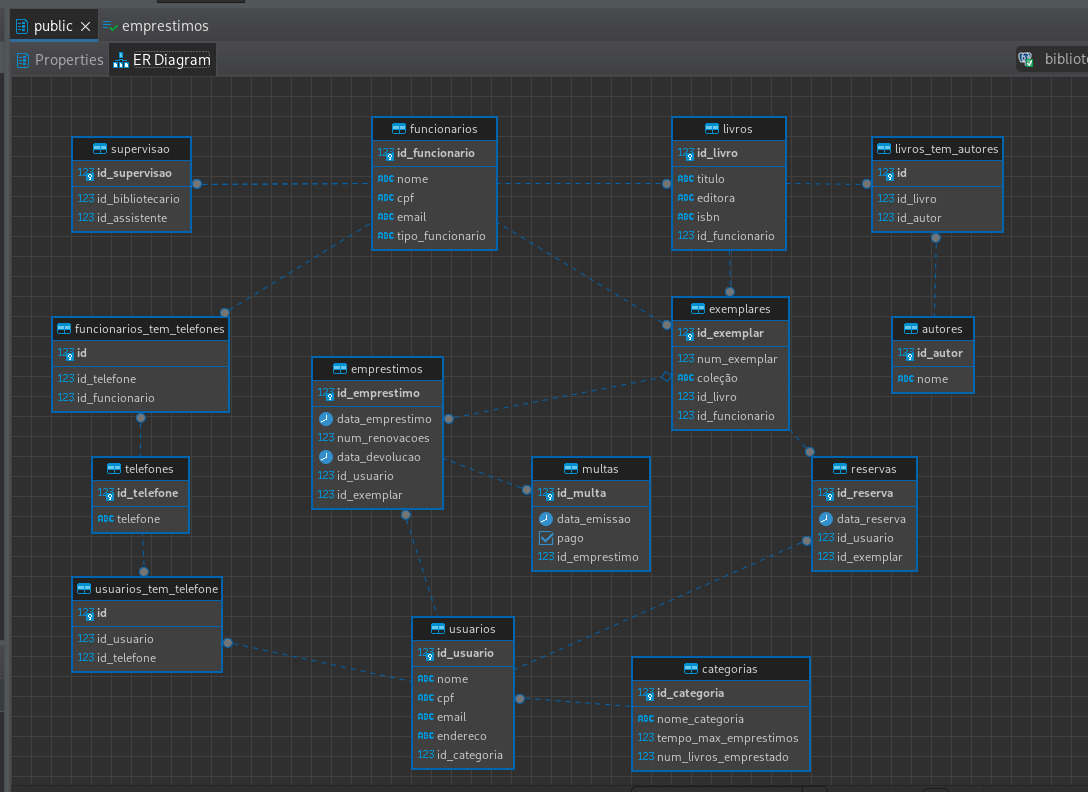 public
emprestimos
Properties
ER Diagram
supervisao
123 id_supervisao
123 id_bibliotecario
123 id_assistente
funcionarios
123 id_funcionario
ABC nome
ABC cpf
ABC email
ABC tipo_funcionario
livros
123 id_livro
ABC titulo
ABC editora
ABC isbn
123 id_funcionario
livros_tem_autores
123 id
123 id_livro
123 id_autor
funcionarios_tem_telefones
123 id
123 id_telefone
123 id_funcionario
emprestimos
123 id_emprestimo
data_emprestimo
123 num_renovacoes
data_devolucao
123 id_usuario
123 id_exemplar
exemplares
123 id_exemplar
123 num_exemplar
ABC coleção
123 id_livro
123 id_funcionario
autores
123 id_autor
ABC nome
telefones
123 id_telefone
ABC telefone
multas
123 id_multa
data_emissao
pago
123 id_emprestimo
reservas
123 id_reserva
data_reserva
123 id_usuario
123 id_exemplar
usuarios_tem_telefone
123 id
123 id_usuario
123 id_telefone
usuarios
123 id_usuario
ABC nome
ABC cpf
ABC email
ABC endereco
123 id_categoria
categorias
123 id_categoria
ABC nome_categoria
123 tempo_max_emprestimos
123 num_livros_emprestado